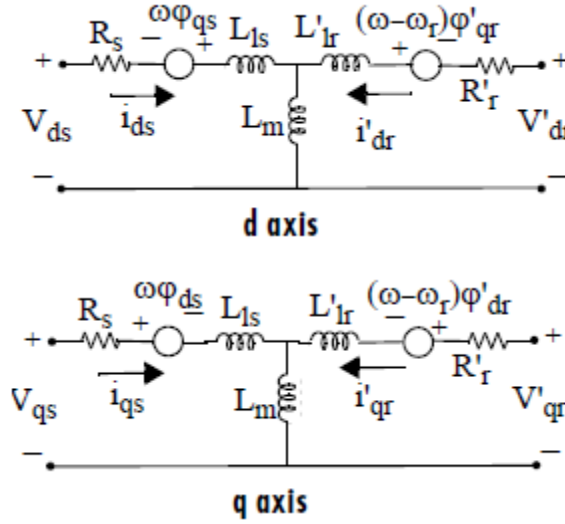 ωφqs
Rs − + Lls L'lr (ω−ωr)φ'qr + −
+ ids Lm i'dr R'r +
Vds V'dr
− −
d axis
ωφds
Rs + − Lls L'lr (ω−ωr)φ'dr − +
+ iqs Lm i'qr R'r +
Vqs V'qr
− −
q axis